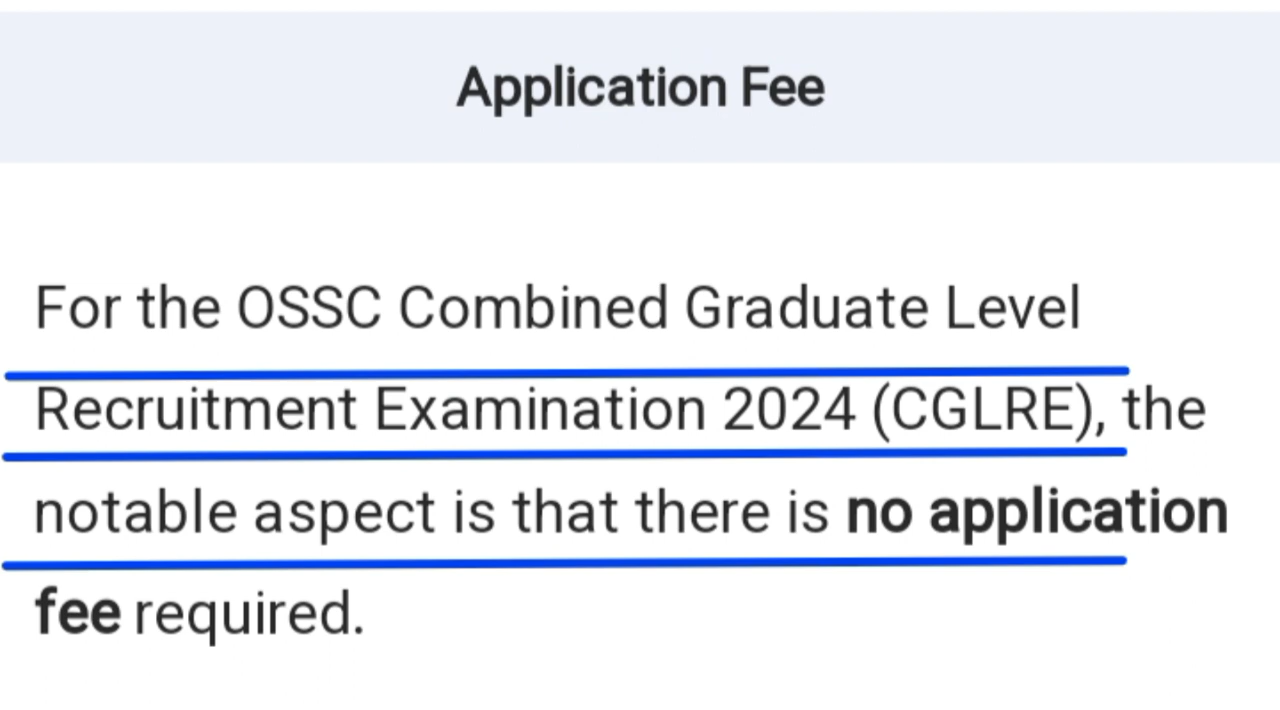 Application Fee
For the OSSC Combined Graduate Level
Recruitment Examination 2024 (CGLRE), the
notable aspect is that there is no application
fee required.